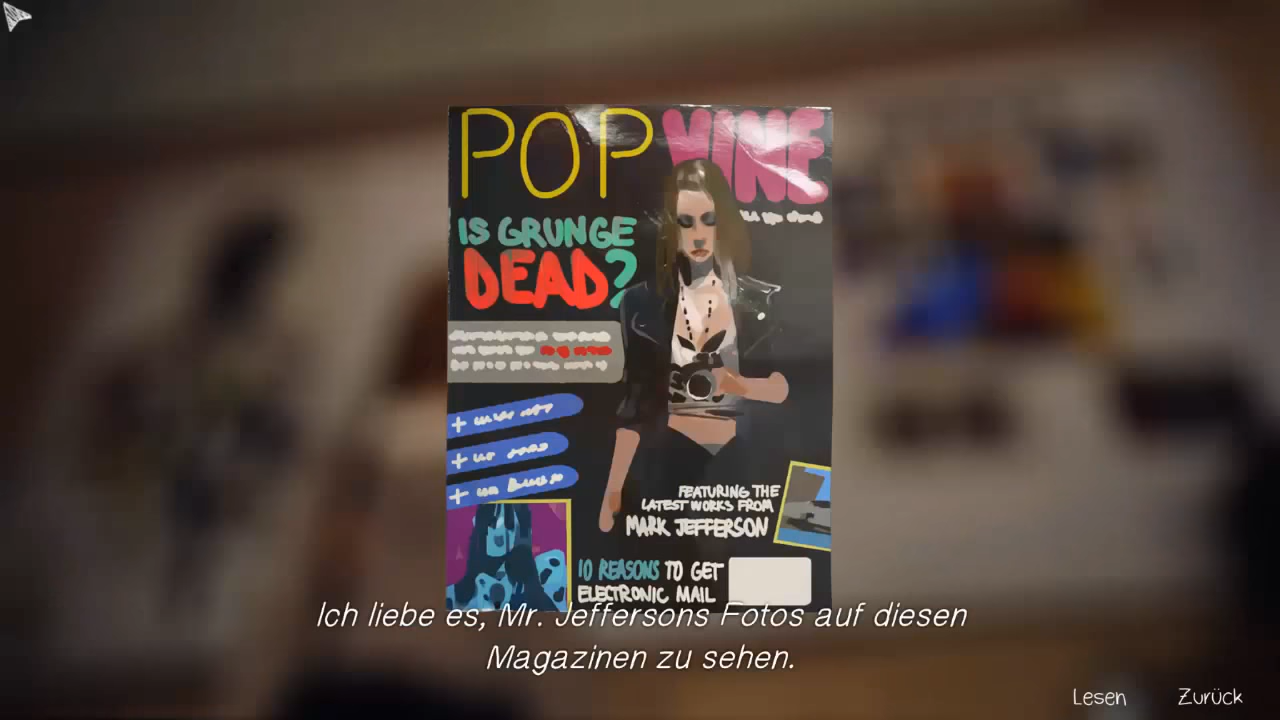 POP VINE
IS GRUNGE
DEAD?
FEATURING THE
LATEST WORKS FROM
MARK JEFFERSON
10 REASONS TO GET
ELECTRONIC MAIL
Ich liebe es, Mr. Jeffersons Fotos auf diesen
Magazinen zu sehen.
Lesen Zurück